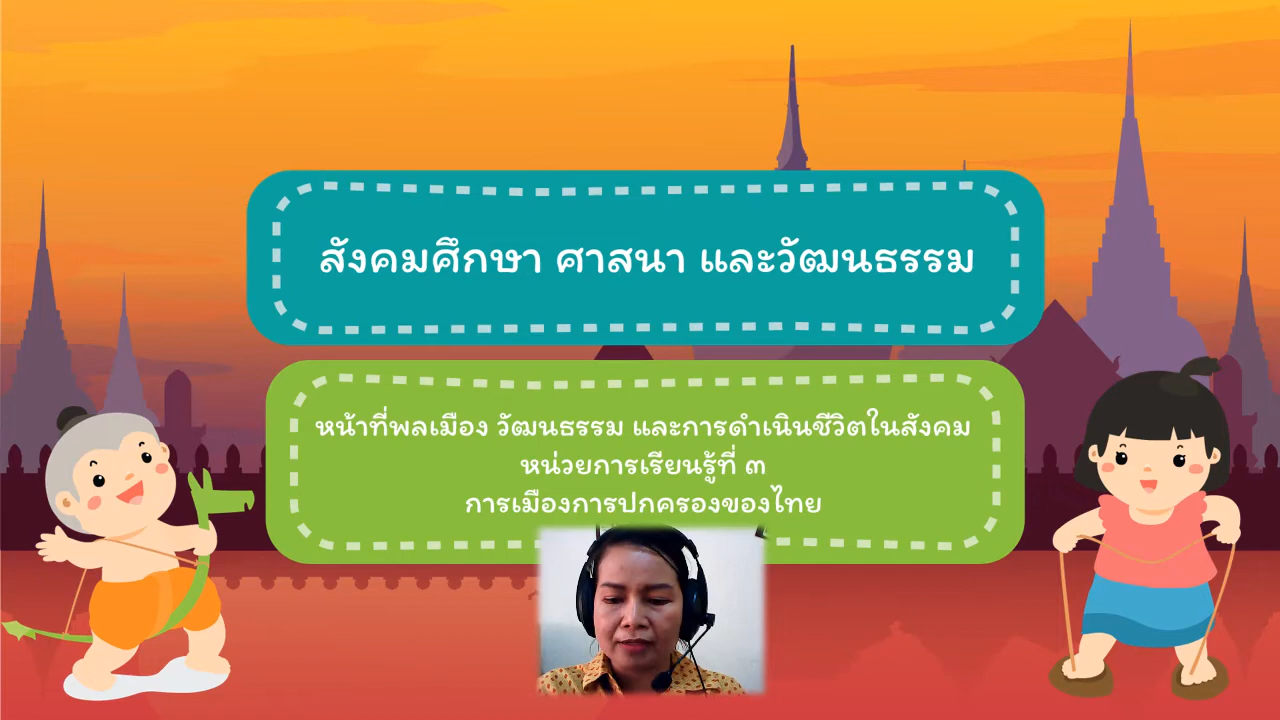 สังคมศึกษา ศาสนา และวัฒนธรรม
หน้าที่พลเมือง วัฒนธรรม และการดำเนินชีวิตในสังคม
หน่วยการเรียนรู้ที่ ๓
การเมืองการปกครองของไทย